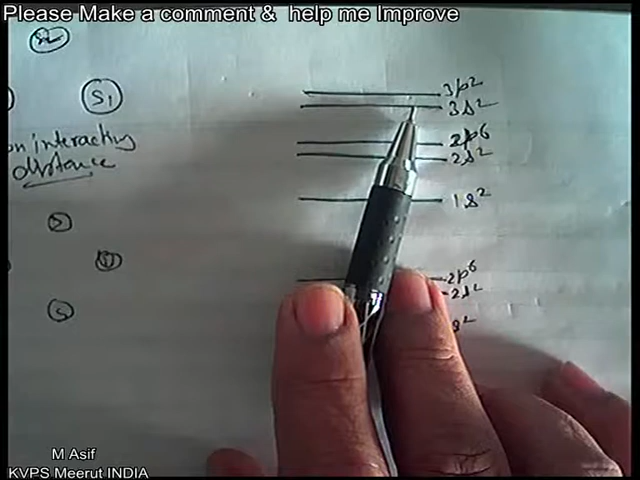 Please Make a comment & help me Improve
S1
on interacting
distance
3p²
3s²
2p⁶
2s²
1s²
2p⁶
2s²
s²
S
M Asif
KVPS Meerut INDIA